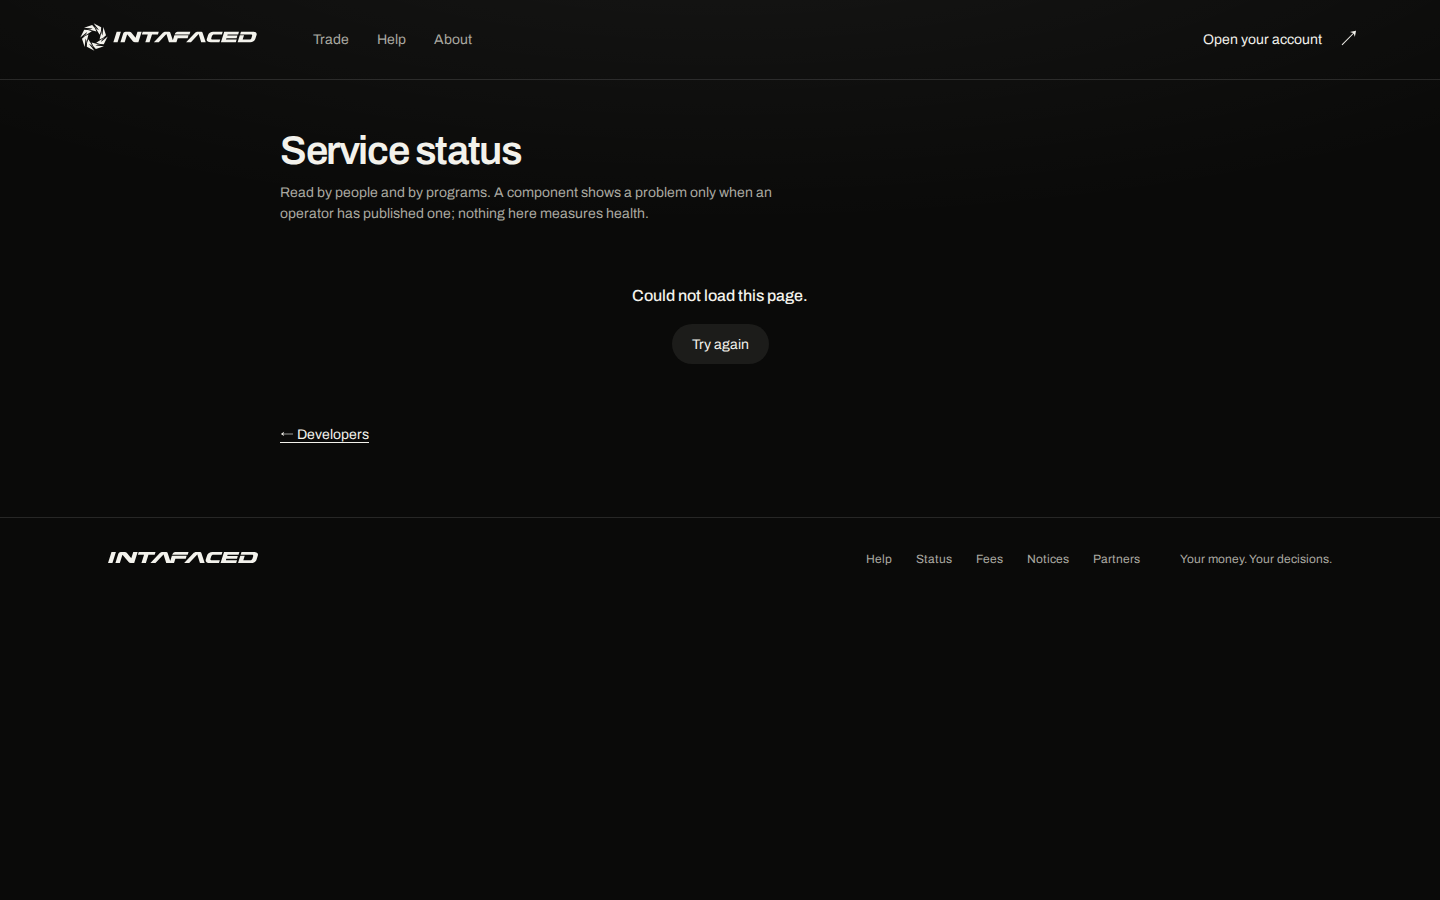 INTAFACED
Trade
Help
About
Open your account
Service status
Read by people and by programs. A component shows a problem only when an
operator has published one; nothing here measures health.
Could not load this page.
Try again
← Developers
INTAFACED
Help
Status
Fees
Notices
Partners
Your money. Your decisions.